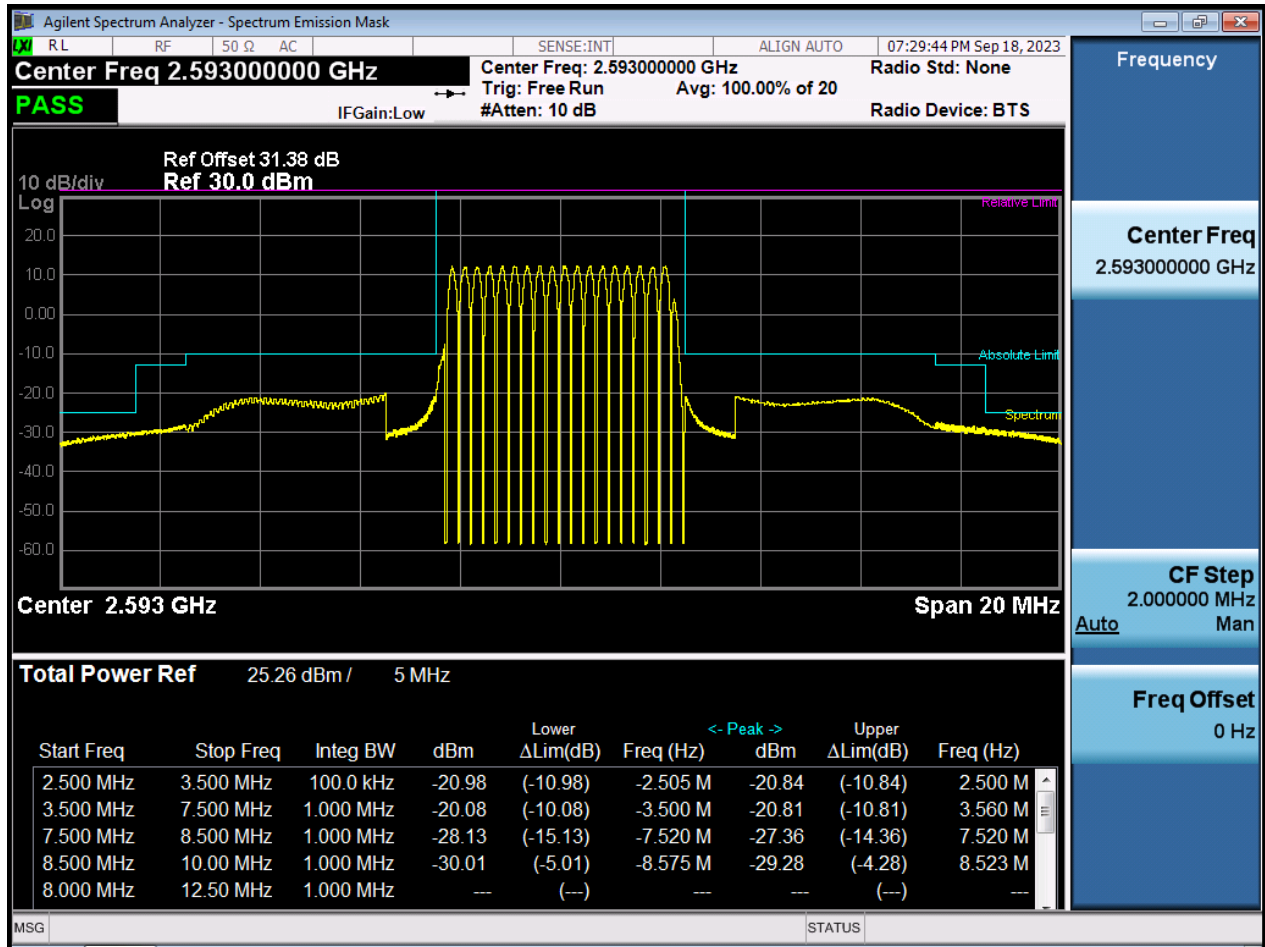 Agilent Spectrum Analyzer - Spectrum Emission Mask
LXI RL RF 50 Ω AC SENSE:INT ALIGN AUTO 07:29:44 PM Sep 18, 2023
Center Freq 2.593000000 GHz
Center Freq: 2.593000000 GHz Radio Std: None
Trig: Free Run Avg: 100.00% of 20
PASS
IFGain:Low #Atten: 10 dB Radio Device: BTS
Ref Offset 31.38 dB
10 dB/div Ref 30.0 dBm
Log
Relative Limit
20.0
10.0
0.00
-10.0
Absolute Limit
-20.0
Spectrum
-30.0
-40.0
-50.0
-60.0
Center 2.593 GHz Span 20 MHz
Total Power Ref 25.26 dBm / 5 MHz
Lower <- Peak -> Upper
Start Freq Stop Freq Integ BW dBm ΔLim(dB) Freq (Hz) dBm ΔLim(dB) Freq (Hz)
2.500 MHz 3.500 MHz 100.0 kHz -20.98 (-10.98) -2.505 M -20.84 (-10.84) 2.500 M
3.500 MHz 7.500 MHz 1.000 MHz -20.08 (-10.08) -3.500 M -20.81 (-10.81) 3.560 M
7.500 MHz 8.500 MHz 1.000 MHz -28.13 (-15.13) -7.520 M -27.36 (-14.36) 7.520 M
8.500 MHz 10.00 MHz 1.000 MHz -30.01 (-5.01) -8.575 M -29.28 (-4.28) 8.523 M
8.000 MHz 12.50 MHz 1.000 MHz --- (---) --- --- (---) ---
MSG STATUS
Frequency
Center Freq
2.593000000 GHz
CF Step
2.000000 MHz
Auto Man
Freq Offset
0 Hz